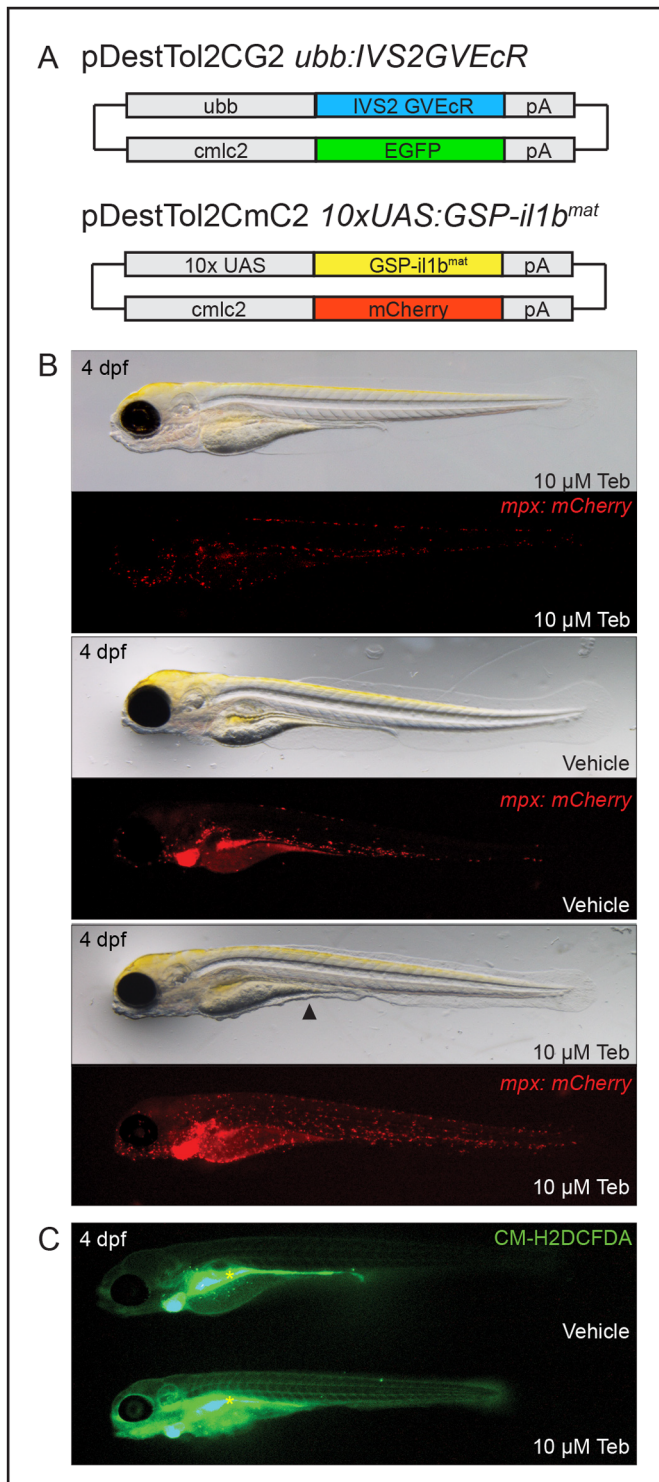 A pDestTol2CG2 ubb:IVS2GVEcR
ubb IVS2 GVEcR pA
cmlc2 EGFP pA
pDestTol2CmC2 10xUAS:GSP-il1bᵐᵃᵗ
10x UAS GSP-il1bᵐᵃᵗ pA
cmlc2 mCherry pA
B 4 dpf
10 µM Teb
mpx: mCherry
10 µM Teb
4 dpf
Vehicle
mpx: mCherry
Vehicle
4 dpf
10 µM Teb
mpx: mCherry
10 µM Teb
C 4 dpf CM-H2DCFDA
*
Vehicle
*
10 µM Teb